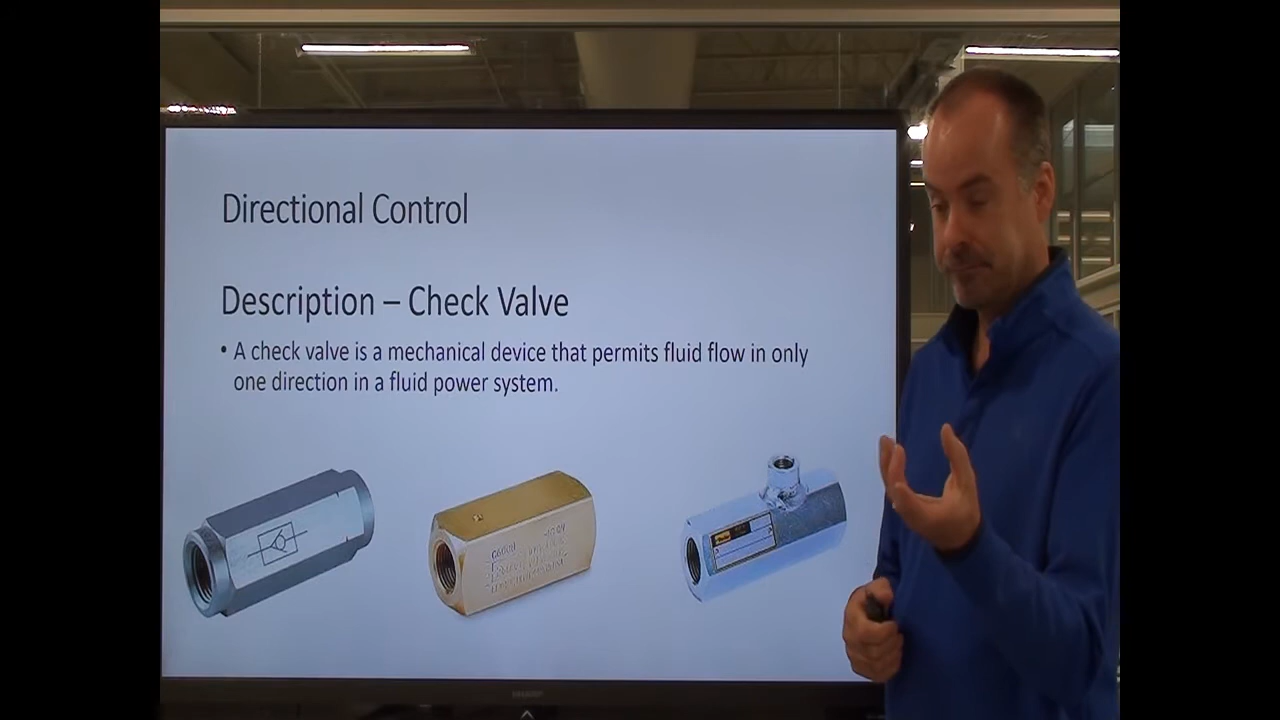 Directional Control
Description – Check Valve
• A check valve is a mechanical device that permits fluid flow in only
one direction in a fluid power system.
SHARP